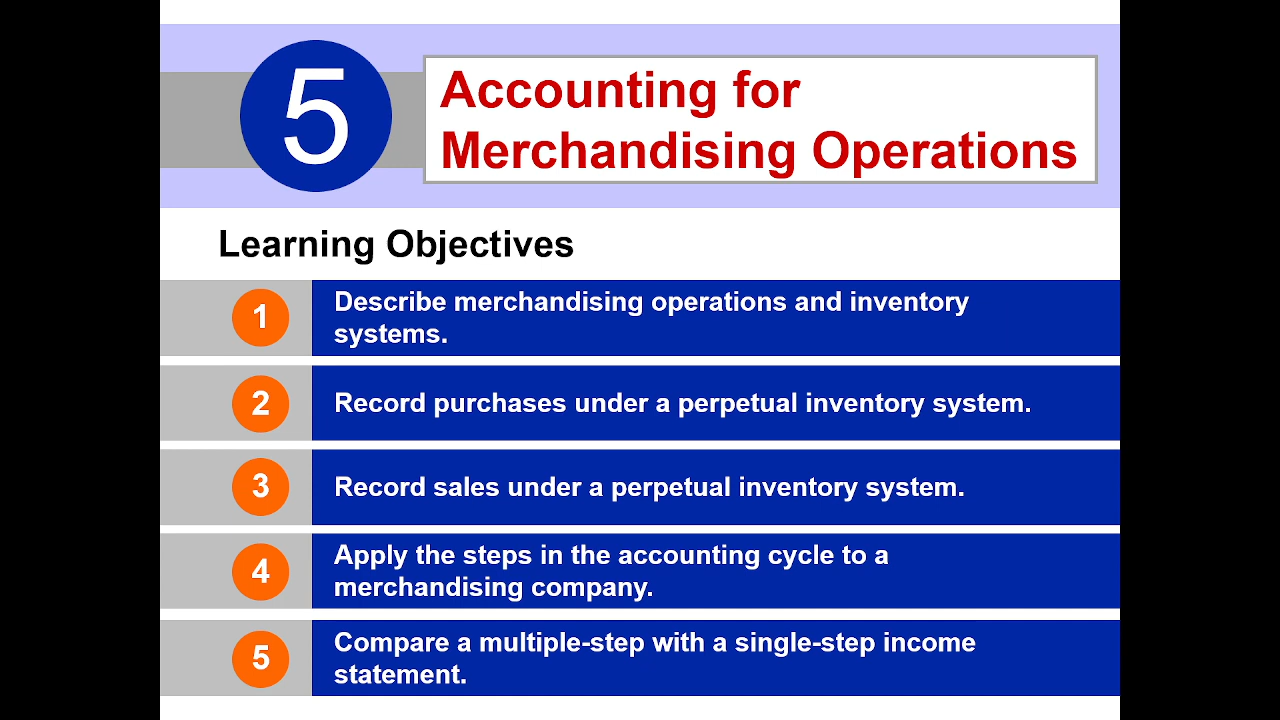 5
Accounting for
Merchandising Operations
Learning Objectives
1
Describe merchandising operations and inventory
systems.
2
Record purchases under a perpetual inventory system.
3
Record sales under a perpetual inventory system.
4
Apply the steps in the accounting cycle to a
merchandising company.
5
Compare a multiple-step with a single-step income
statement.